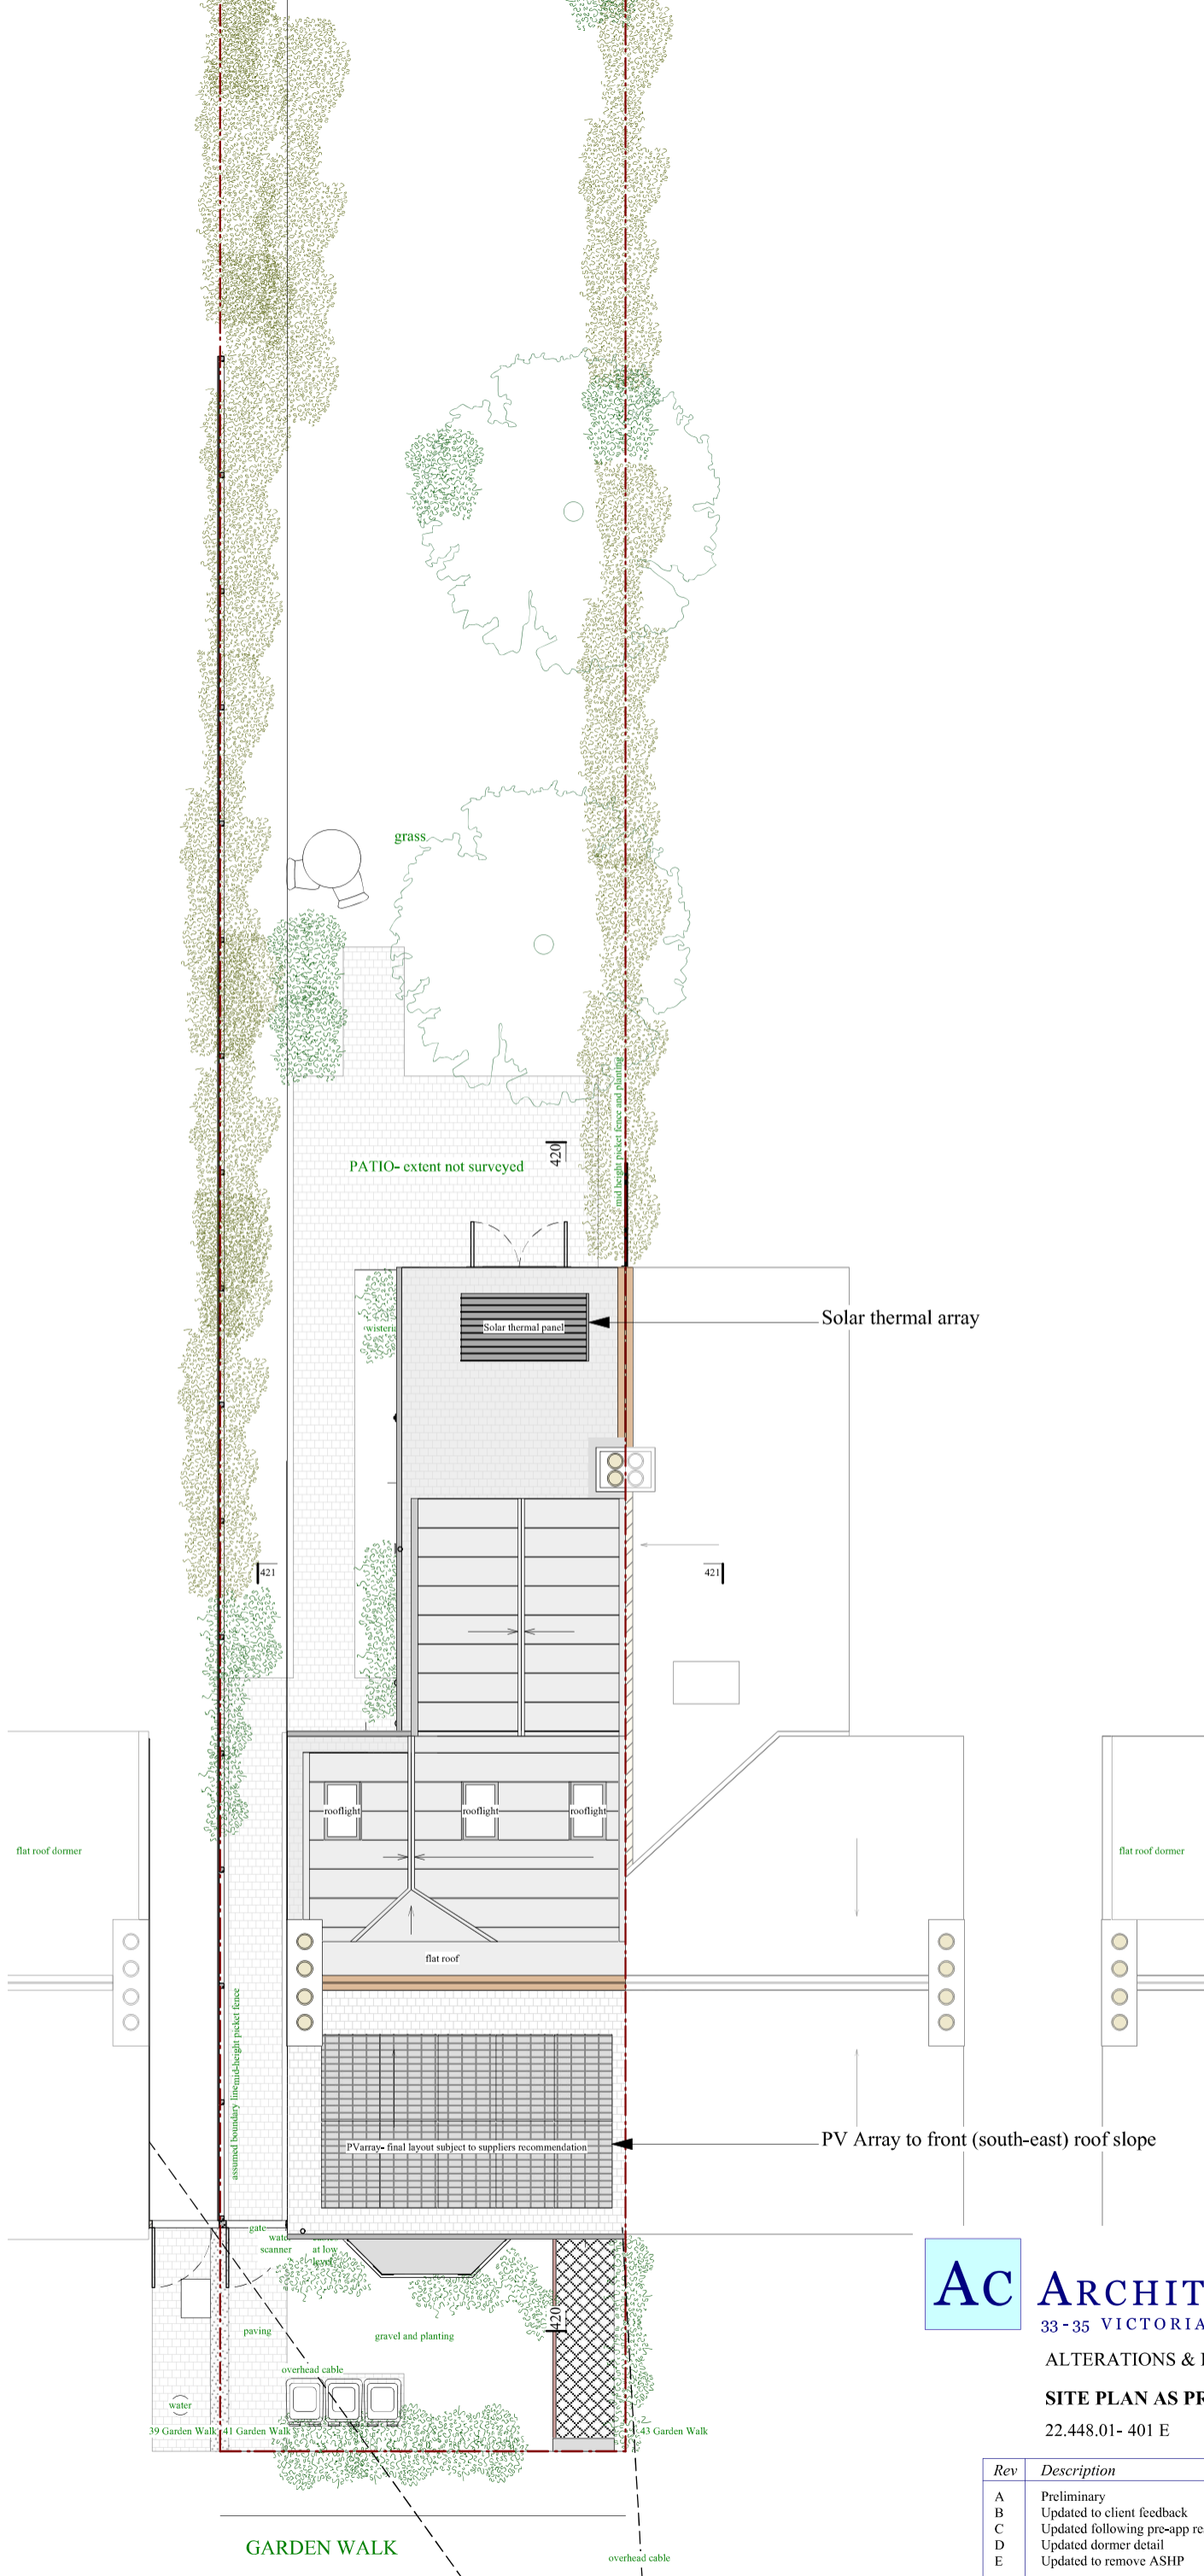 grass
mid height picket fence and planting
420
PATIO- extent not surveyed
Solar thermal array
Solar thermal panel
wisteria
421
421
rooflight
rooflight
rooflight
flat roof dormer
flat roof dormer
flat roof
assumed boundary line
mid-height picket fence
PVarray- final layout subject to suppliers recommendation
PV Array to front (south-east) roof slope
gate
water
scanner
at low
level
420
paving
gravel and planting
overhead cable
water
39 Garden Walk
41 Garden Walk
43 Garden Walk
GARDEN WALK
overhead cable
AC ARCHIT
33-35 VICTORIA
ALTERATIONS &
SITE PLAN AS PR
22.448.01- 401 E
Rev Description
A Preliminary
B Updated to client feedback
C Updated following pre-app re
D Updated dormer detail
E Updated to remove ASHP